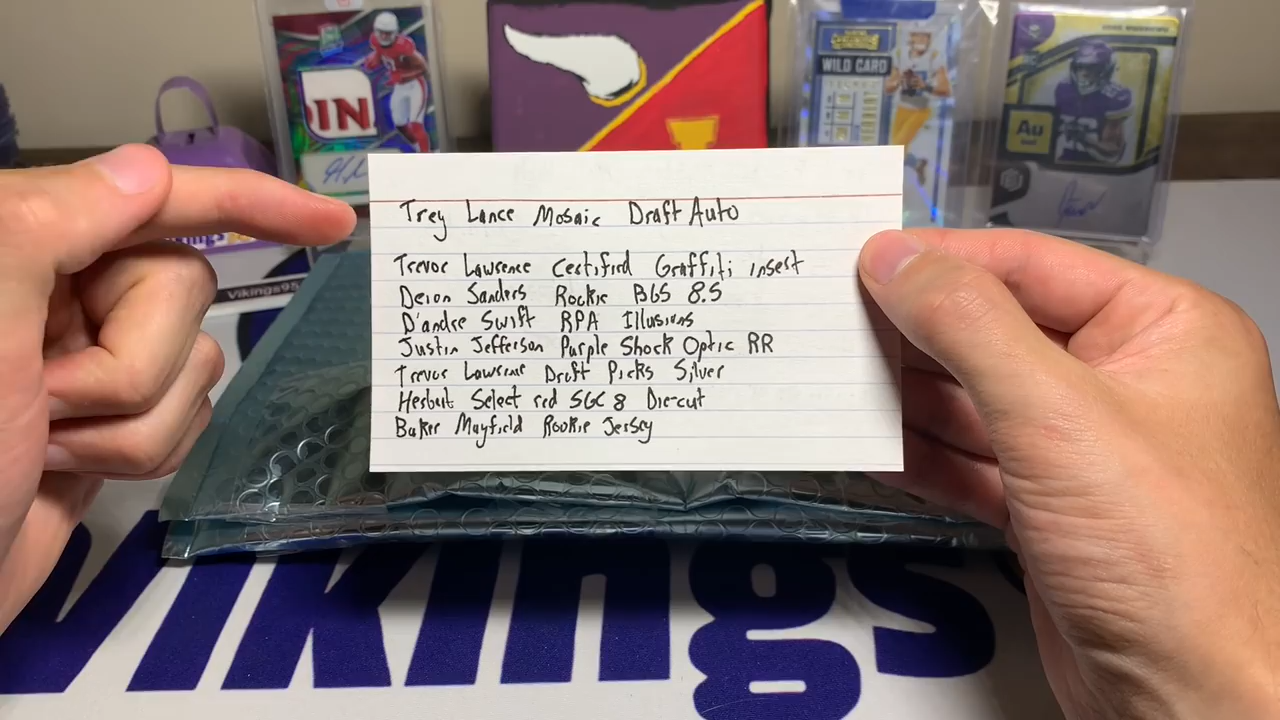 DIN
WILD CARD
Au
Vikings95
Trey Lance Mosaic Draft Auto
Trevor Lawrence Certified Graffiti insert
Deion Sanders Rookie BGS 8.5
D'andre Swift RPA Illusions
Justin Jefferson Purple Shock Optic RR
Trevor Lawrence Draft Picks Silver
Herbert Select red SGC 8 Die-cut
Baker Mayfield Rookie Jersey
Vikings